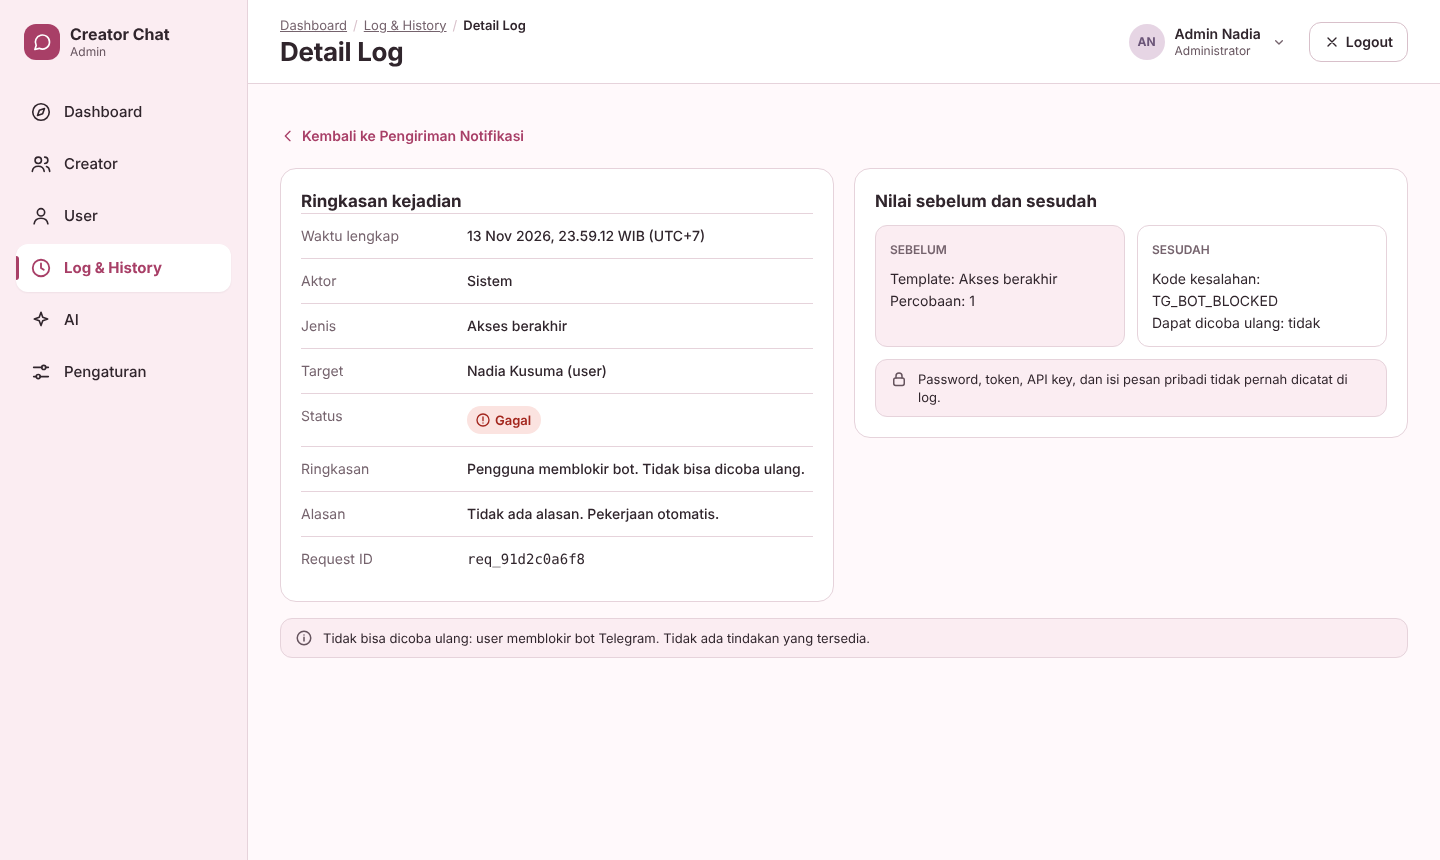 Creator Chat
Admin
Dashboard
Creator
User
Log & History
AI
Pengaturan
Dashboard / Log & History / Detail Log
Detail Log
AN
Admin Nadia
Administrator
Logout
Kembali ke Pengiriman Notifikasi
Ringkasan kejadian
Waktu lengkap 13 Nov 2026, 23.59.12 WIB (UTC+7)
Aktor Sistem
Jenis Akses berakhir
Target Nadia Kusuma (user)
Status Gagal
Ringkasan Pengguna memblokir bot. Tidak bisa dicoba ulang.
Alasan Tidak ada alasan. Pekerjaan otomatis.
Request ID req_91d2c0a6f8
Nilai sebelum dan sesudah
SEBELUM
Template: Akses berakhir
Percobaan: 1
SESUDAH
Kode kesalahan:
TG_BOT_BLOCKED
Dapat dicoba ulang: tidak
Password, token, API key, dan isi pesan pribadi tidak pernah dicatat di
log.
Tidak bisa dicoba ulang: user memblokir bot Telegram. Tidak ada tindakan yang tersedia.